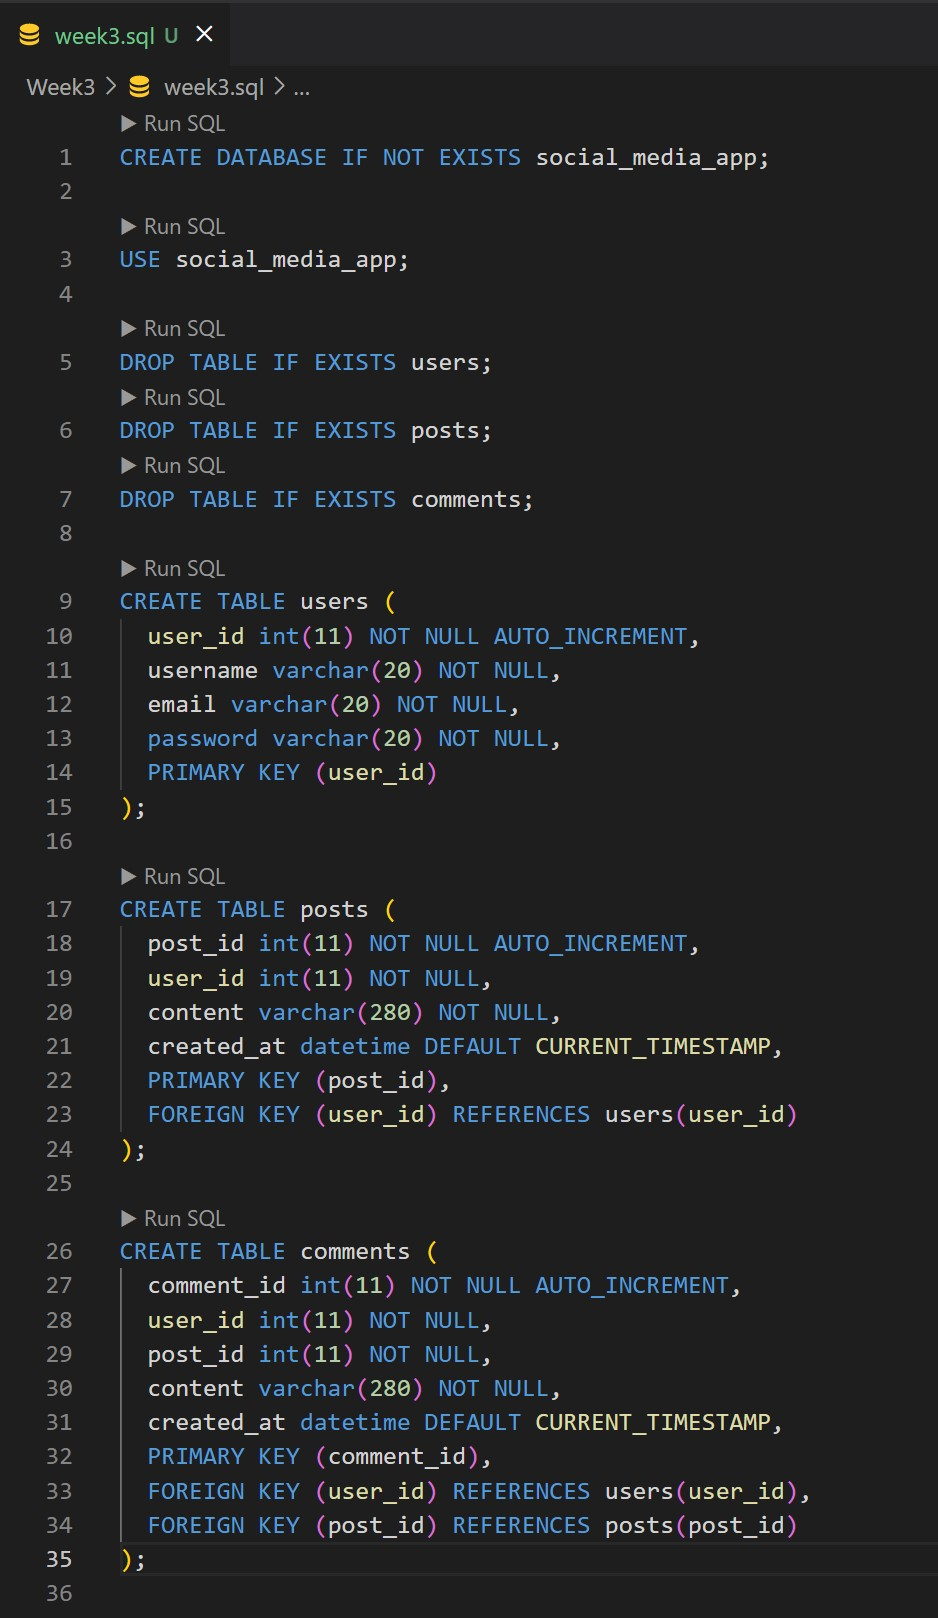 week3.sql U ×
Week3 > week3.sql > ...
▶ Run SQL
1 CREATE DATABASE IF NOT EXISTS social_media_app;
2
▶ Run SQL
3 USE social_media_app;
4
▶ Run SQL
5 DROP TABLE IF EXISTS users;
▶ Run SQL
6 DROP TABLE IF EXISTS posts;
▶ Run SQL
7 DROP TABLE IF EXISTS comments;
8
▶ Run SQL
9 CREATE TABLE users (
10   user_id int(11) NOT NULL AUTO_INCREMENT,
11   username varchar(20) NOT NULL,
12   email varchar(20) NOT NULL,
13   password varchar(20) NOT NULL,
14   PRIMARY KEY (user_id)
15 );
16
▶ Run SQL
17 CREATE TABLE posts (
18   post_id int(11) NOT NULL AUTO_INCREMENT,
19   user_id int(11) NOT NULL,
20   content varchar(280) NOT NULL,
21   created_at datetime DEFAULT CURRENT_TIMESTAMP,
22   PRIMARY KEY (post_id),
23   FOREIGN KEY (user_id) REFERENCES users(user_id)
24 );
25
▶ Run SQL
26 CREATE TABLE comments (
27   comment_id int(11) NOT NULL AUTO_INCREMENT,
28   user_id int(11) NOT NULL,
29   post_id int(11) NOT NULL,
30   content varchar(280) NOT NULL,
31   created_at datetime DEFAULT CURRENT_TIMESTAMP,
32   PRIMARY KEY (comment_id),
33   FOREIGN KEY (user_id) REFERENCES users(user_id),
34   FOREIGN KEY (post_id) REFERENCES posts(post_id)
35 );
36